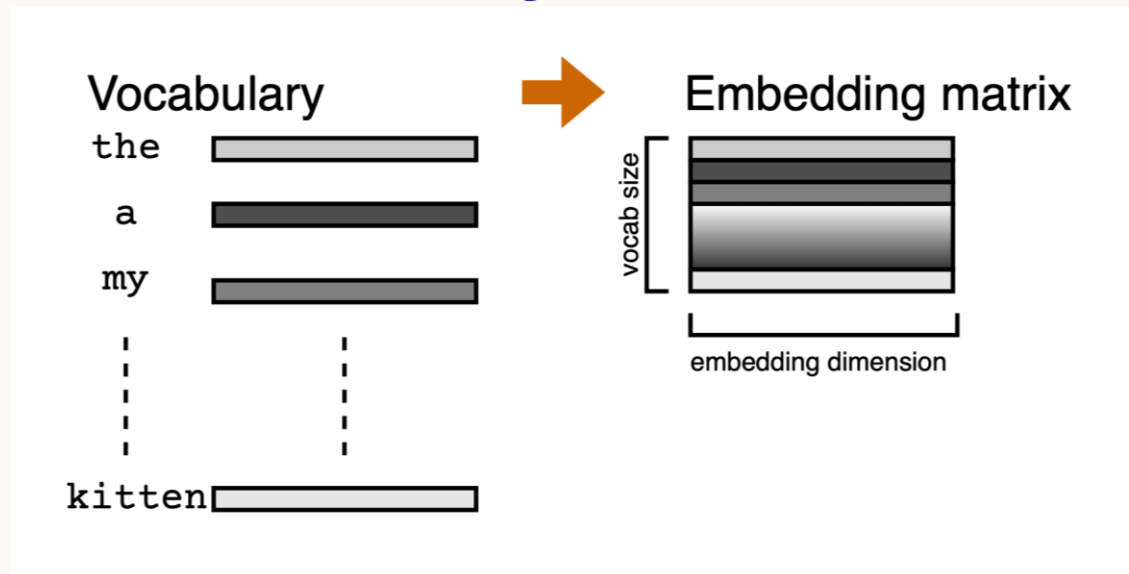 Vocabulary
the
a
my
kitten
Embedding matrix
vocab size
embedding dimension